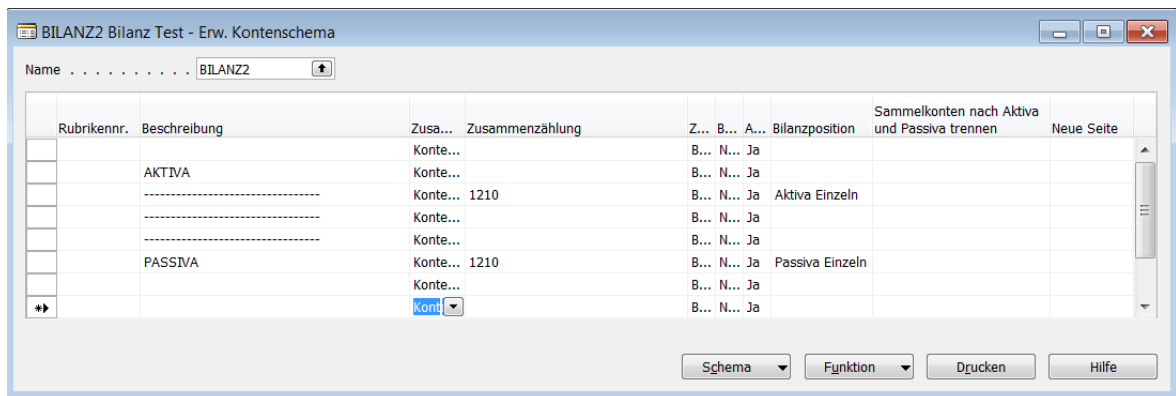 BILANZ2 Bilanz Test - Erw. Kontenschema
Name . . . . . . . . . . BILANZ2
Sammelkonten nach Aktiva
Rubrikennr. Beschreibung Zusa... Zusammenzählung Z... B... A... Bilanzposition und Passiva trennen Neue Seite
Konte... B... N... Ja
AKTIVA Konte... B... N... Ja
--------------------------------- Konte... 1210 B... N... Ja Aktiva Einzeln
--------------------------------- Konte... B... N... Ja
--------------------------------- Konte... B... N... Ja
PASSIVA Konte... 1210 B... N... Ja Passiva Einzeln
Konte... B... N... Ja
Kont B... N... Ja
Schema Funktion Drucken Hilfe